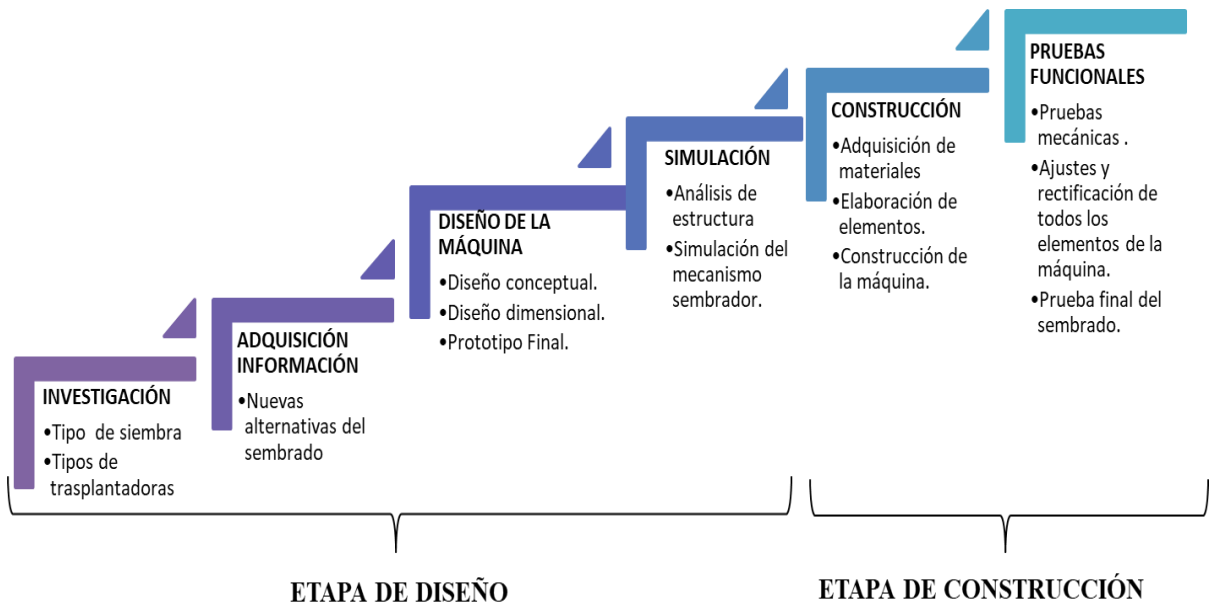 INVESTIGACIÓN
•Tipo de siembra
•Tipos de
trasplantadoras
ADQUISICIÓN
INFORMACIÓN
•Nuevas
alternativas del
sembrado
DISEÑO DE LA
MÁQUINA
•Diseño conceptual.
•Diseño dimensional.
•Prototipo Final.
SIMULACIÓN
•Análisis de
estructura
•Simulación del
mecanismo
sembrador.
CONSTRUCCIÓN
•Adquisición de
materiales
•Elaboración de
elementos.
•Construcción de
la máquina.
PRUEBAS
FUNCIONALES
•Pruebas
mecánicas .
•Ajustes y
rectificación de
todos los
elementos de la
máquina.
•Prueba final del
sembrado.
ETAPA DE DISEÑO
ETAPA DE CONSTRUCCIÓN